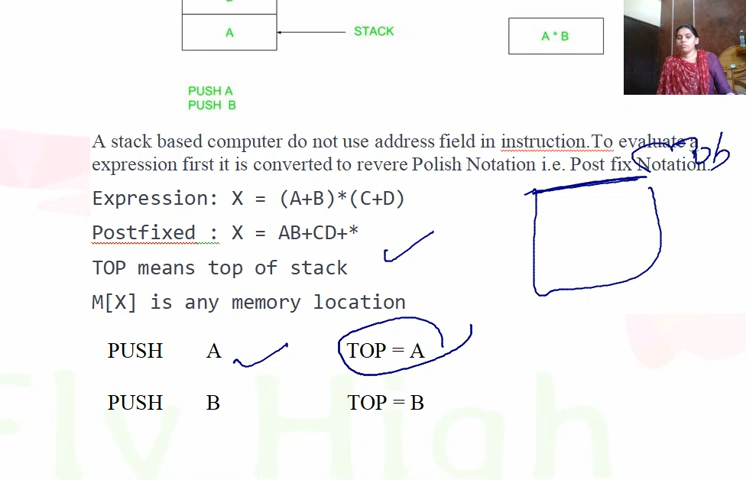 A
STACK
A * B
PUSH A
PUSH B
A stack based computer do not use address field in instruction.To evaluate a
expression first it is converted to revere Polish Notation i.e. Post fix Notation.
Expression: X = (A+B)*(C+D)
Postfixed : X = AB+CD+*
TOP means top of stack
M[X] is any memory location
PUSH A TOP = A
PUSH B TOP = B
Fly High